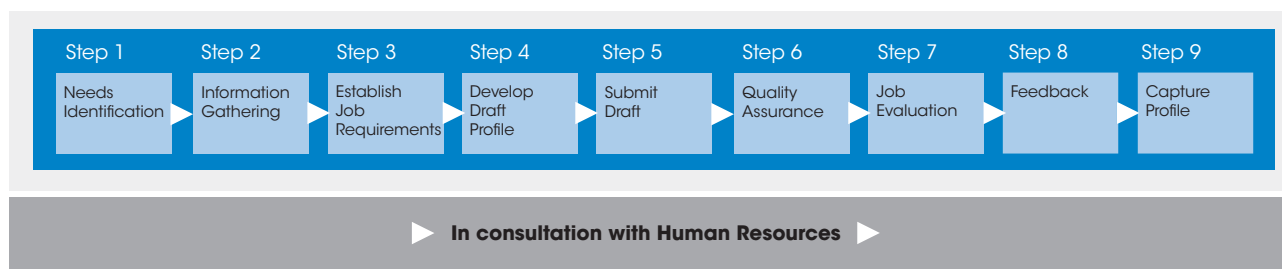 Step 1
Needs
Identification
Step 2
Information
Gathering
Step 3
Establish
Job
Requirements
Step 4
Develop
Draft
Profile
Step 5
Submit
Draft
Step 6
Quality
Assurance
Step 7
Job
Evaluation
Step 8
Feedback
Step 9
Capture
Profile
In consultation with Human Resources